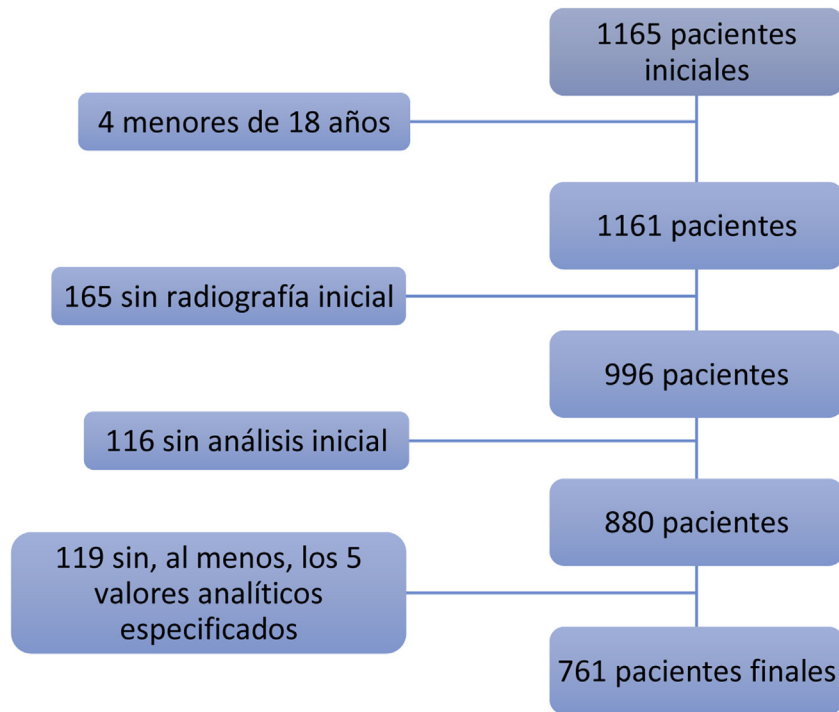 1165 pacientes
iniciales
4 menores de 18 años
1161 pacientes
165 sin radiografía inicial
996 pacientes
116 sin análisis inicial
880 pacientes
119 sin, al menos, los 5
valores analíticos
especificados
761 pacientes finales